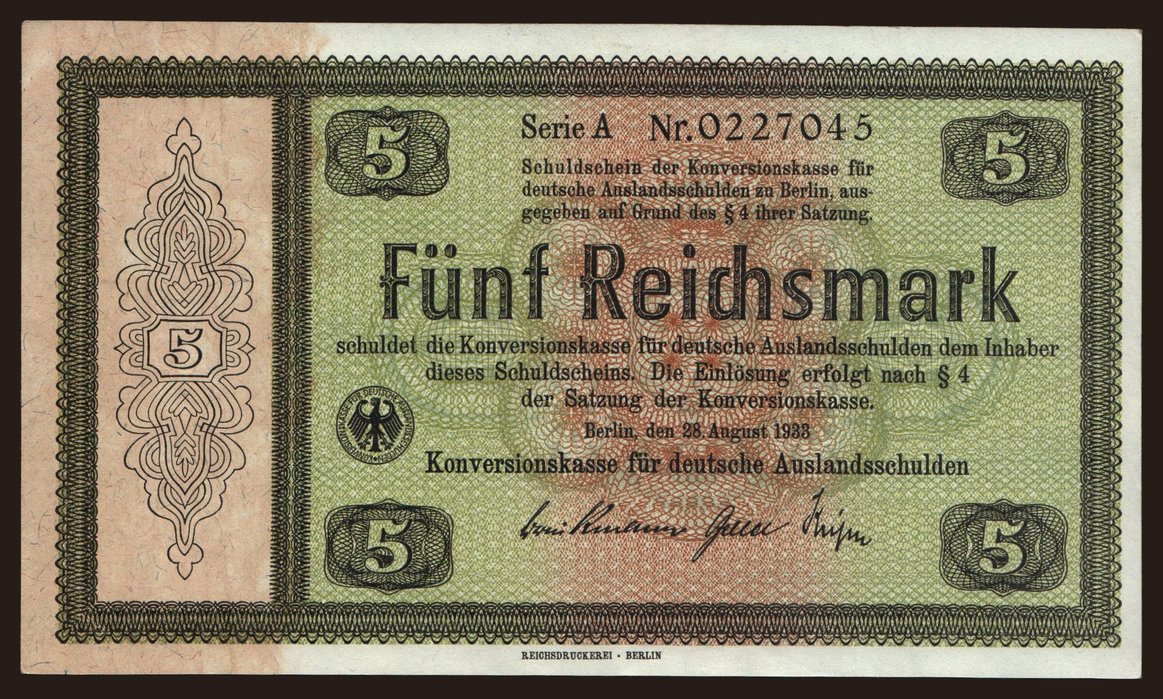 5
5
Serie A Nr. 0227045
Schuldschein der Konversionskasse für
deutsche Auslandsschulden zu Berlin, aus-
gegeben auf Grund des § 4 ihrer Satzung.
Fünf Reichsmark
5
schuldet die Konversionskasse für deutsche Auslandsschulden dem Inhaber
dieses Schuldscheins. Die Einlösung erfolgt nach § 4
der Satzung der Konversionskasse.
Berlin, den 28. August 1933
Konversionskasse für deutsche Auslandsschulden
5
5
REICHSDRUCKEREI · BERLIN